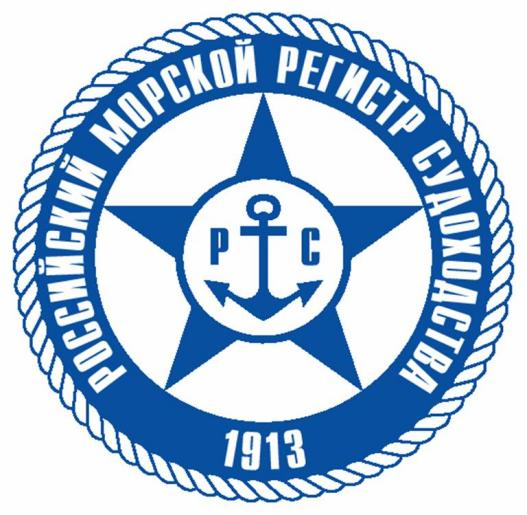 РОССИЙСКИЙ МОРСКОЙ РЕГИСТР СУДОХОДСТВА
Р С
1913